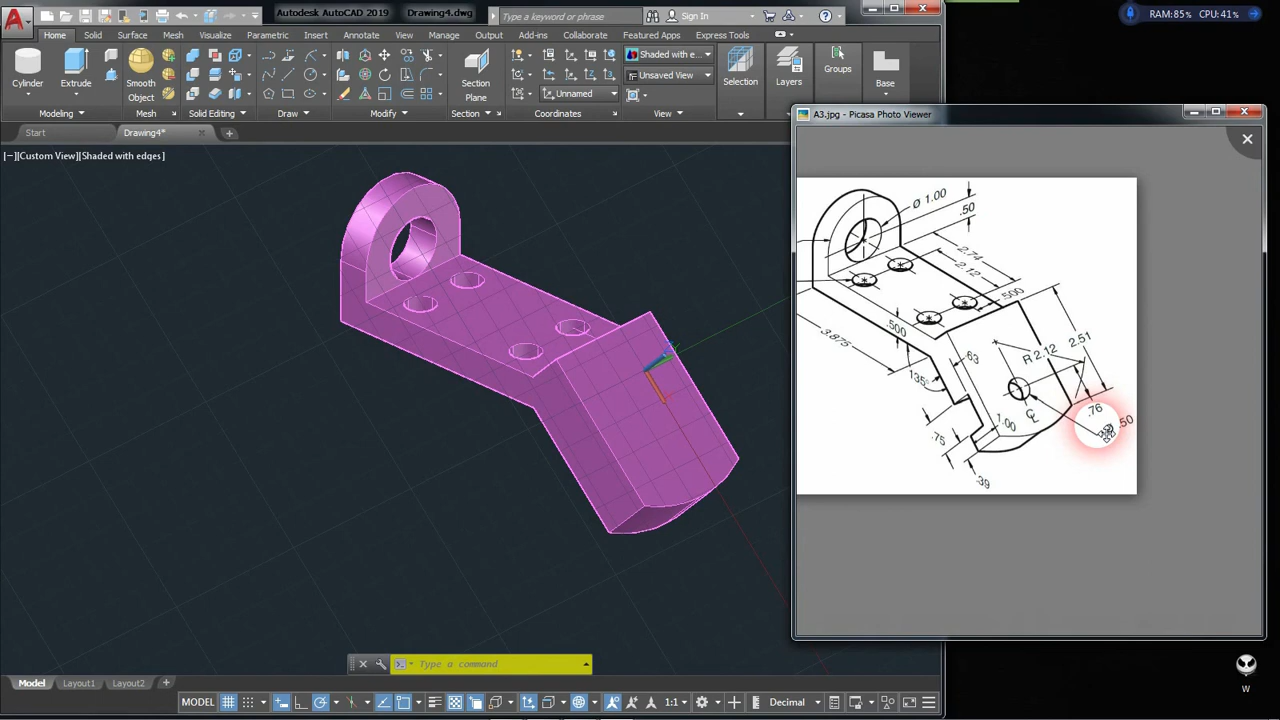 Autodesk AutoCAD 2019 Drawing4.dwg
Type a keyword or phrase
Sign In
RAM:85% CPU:41%
Home Solid Surface Mesh Visualize Parametric Insert Annotate View Manage Output Add-ins Collaborate Featured Apps Express Tools
Shaded with e...
Unsaved View
Unnamed
Cylinder Extrude Smooth Object Section Plane Selection Layers Groups Base
Modeling Mesh Solid Editing Draw Modify Section Coordinates View
Start Drawing4*
[−][Custom View][Shaded with edges]
A3.jpg - Picasa Photo Viewer
Ø 1.00
.50
2.74
2.12
.500
.500
3.875
135°
.63
R 2.12
2.51
.76
.50
1.00
℄
.75
.39
Type a command
Model Layout1 Layout2
MODEL 1:1 Decimal
W